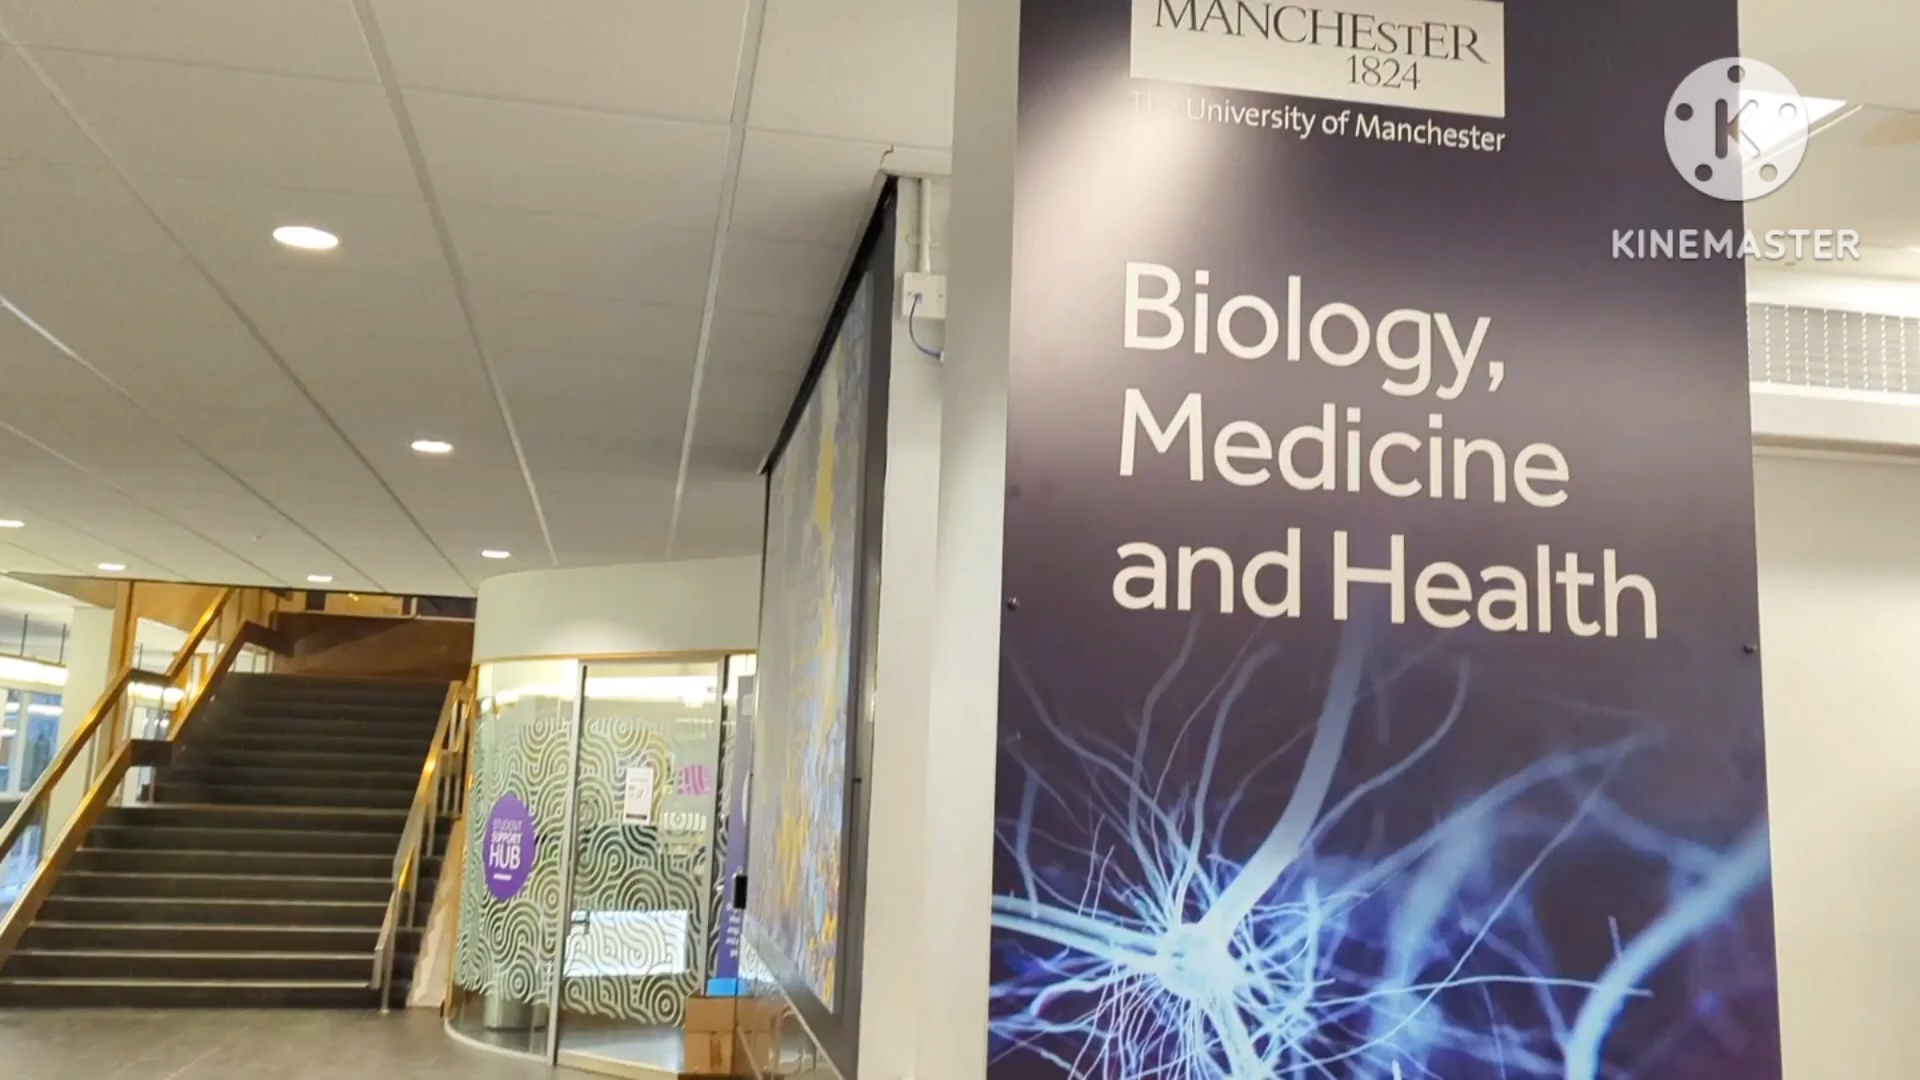 MANCHEsTER
1824
The University of Manchester
Biology,
Medicine
and Health
KINEMASTER
STUDENT
SUPPORT
HUB